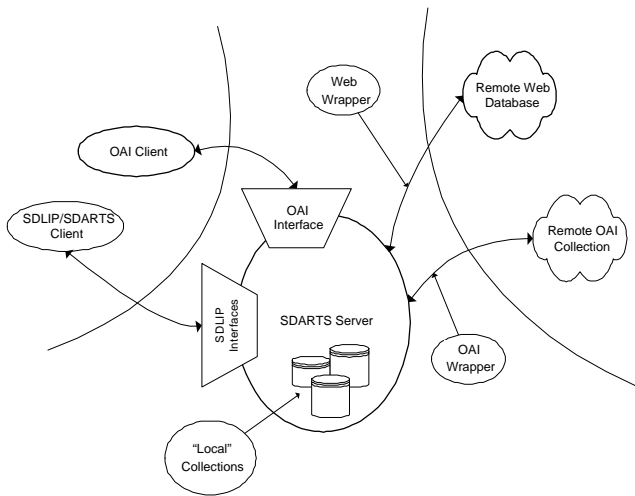 Web
Wrapper
Remote Web
Database
OAI Client
OAI
Interface
SDLIP/SDARTS
Client
Remote OAI
Collection
SDLIP
Interfaces
SDARTS Server
OAI
Wrapper
“Local”
Collections